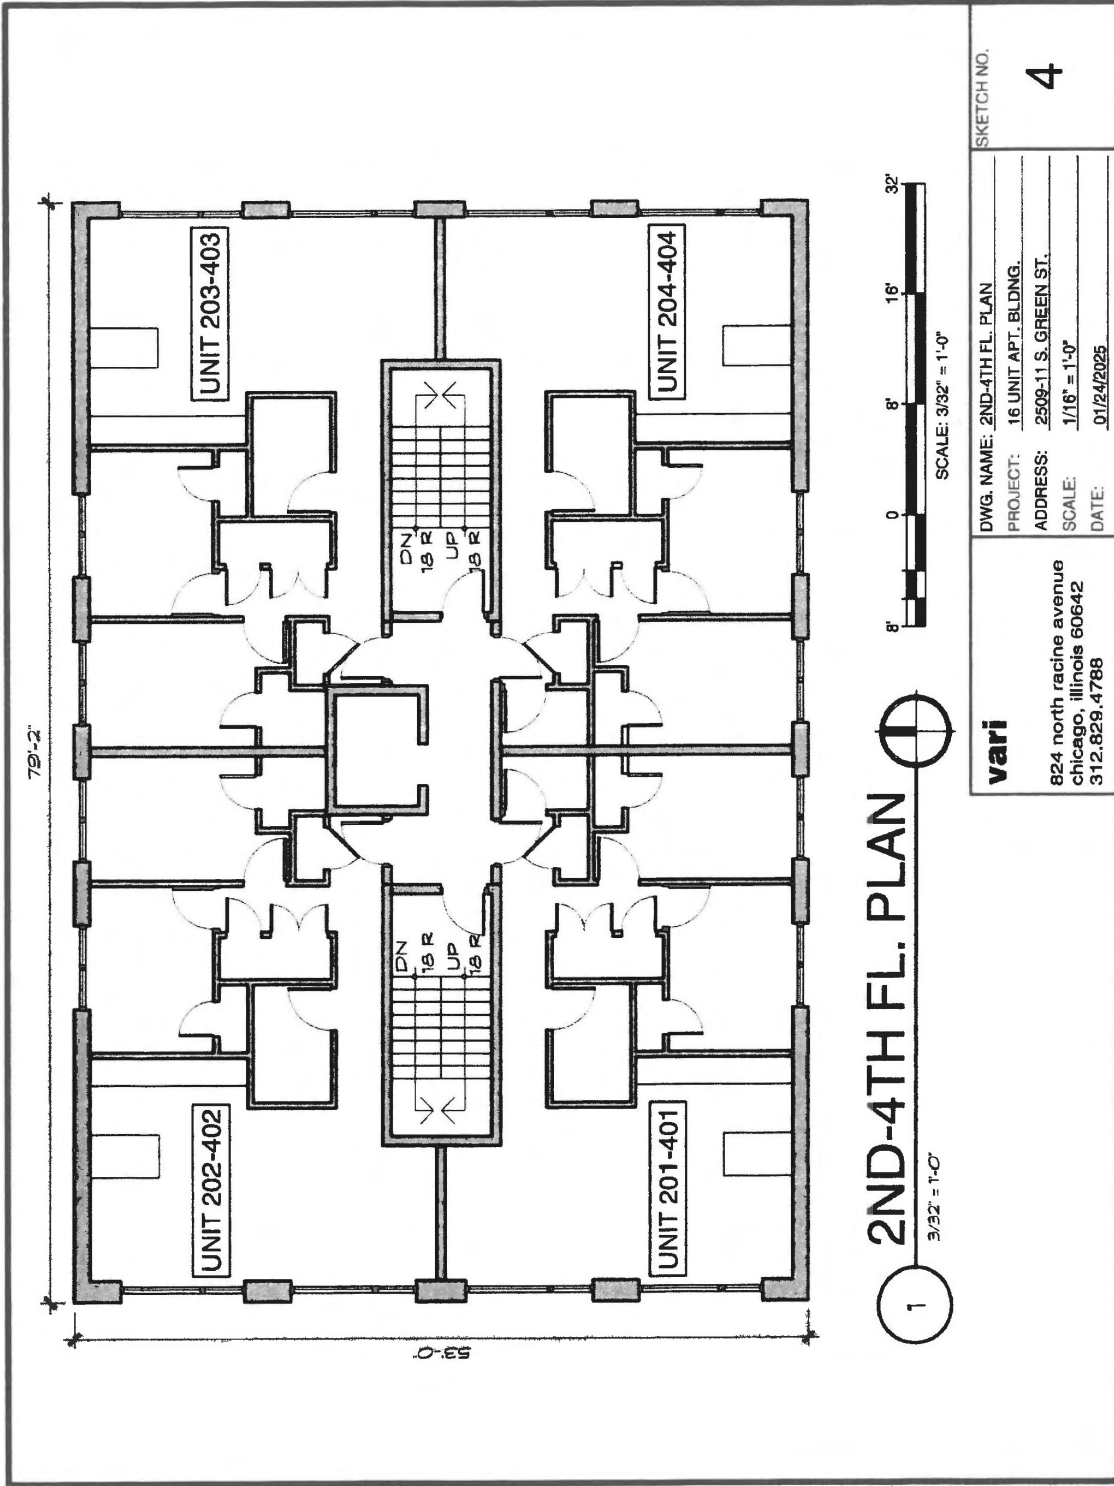 79'-2"
53'-0"
UNIT 202-402
UNIT 203-403
DN
18 R
UP
18 R
DN
18 R
UP
18 R
UNIT 201-401
UNIT 204-404
1
2ND-4TH FL. PLAN
3/32" = 1'-0"
8' 0 8' 16' 32'
SCALE: 3/32" = 1'-0"
vari
824 north racine avenue
chicago, illinois 60642
312.829.4788
DWG. NAME: 2ND-4TH FL. PLAN
PROJECT: 16 UNIT APT. BLDNG.
ADDRESS: 2509-11 S. GREEN ST.
SCALE: 1/16" = 1'-0"
DATE: 01/24/2025
SKETCH NO.
4